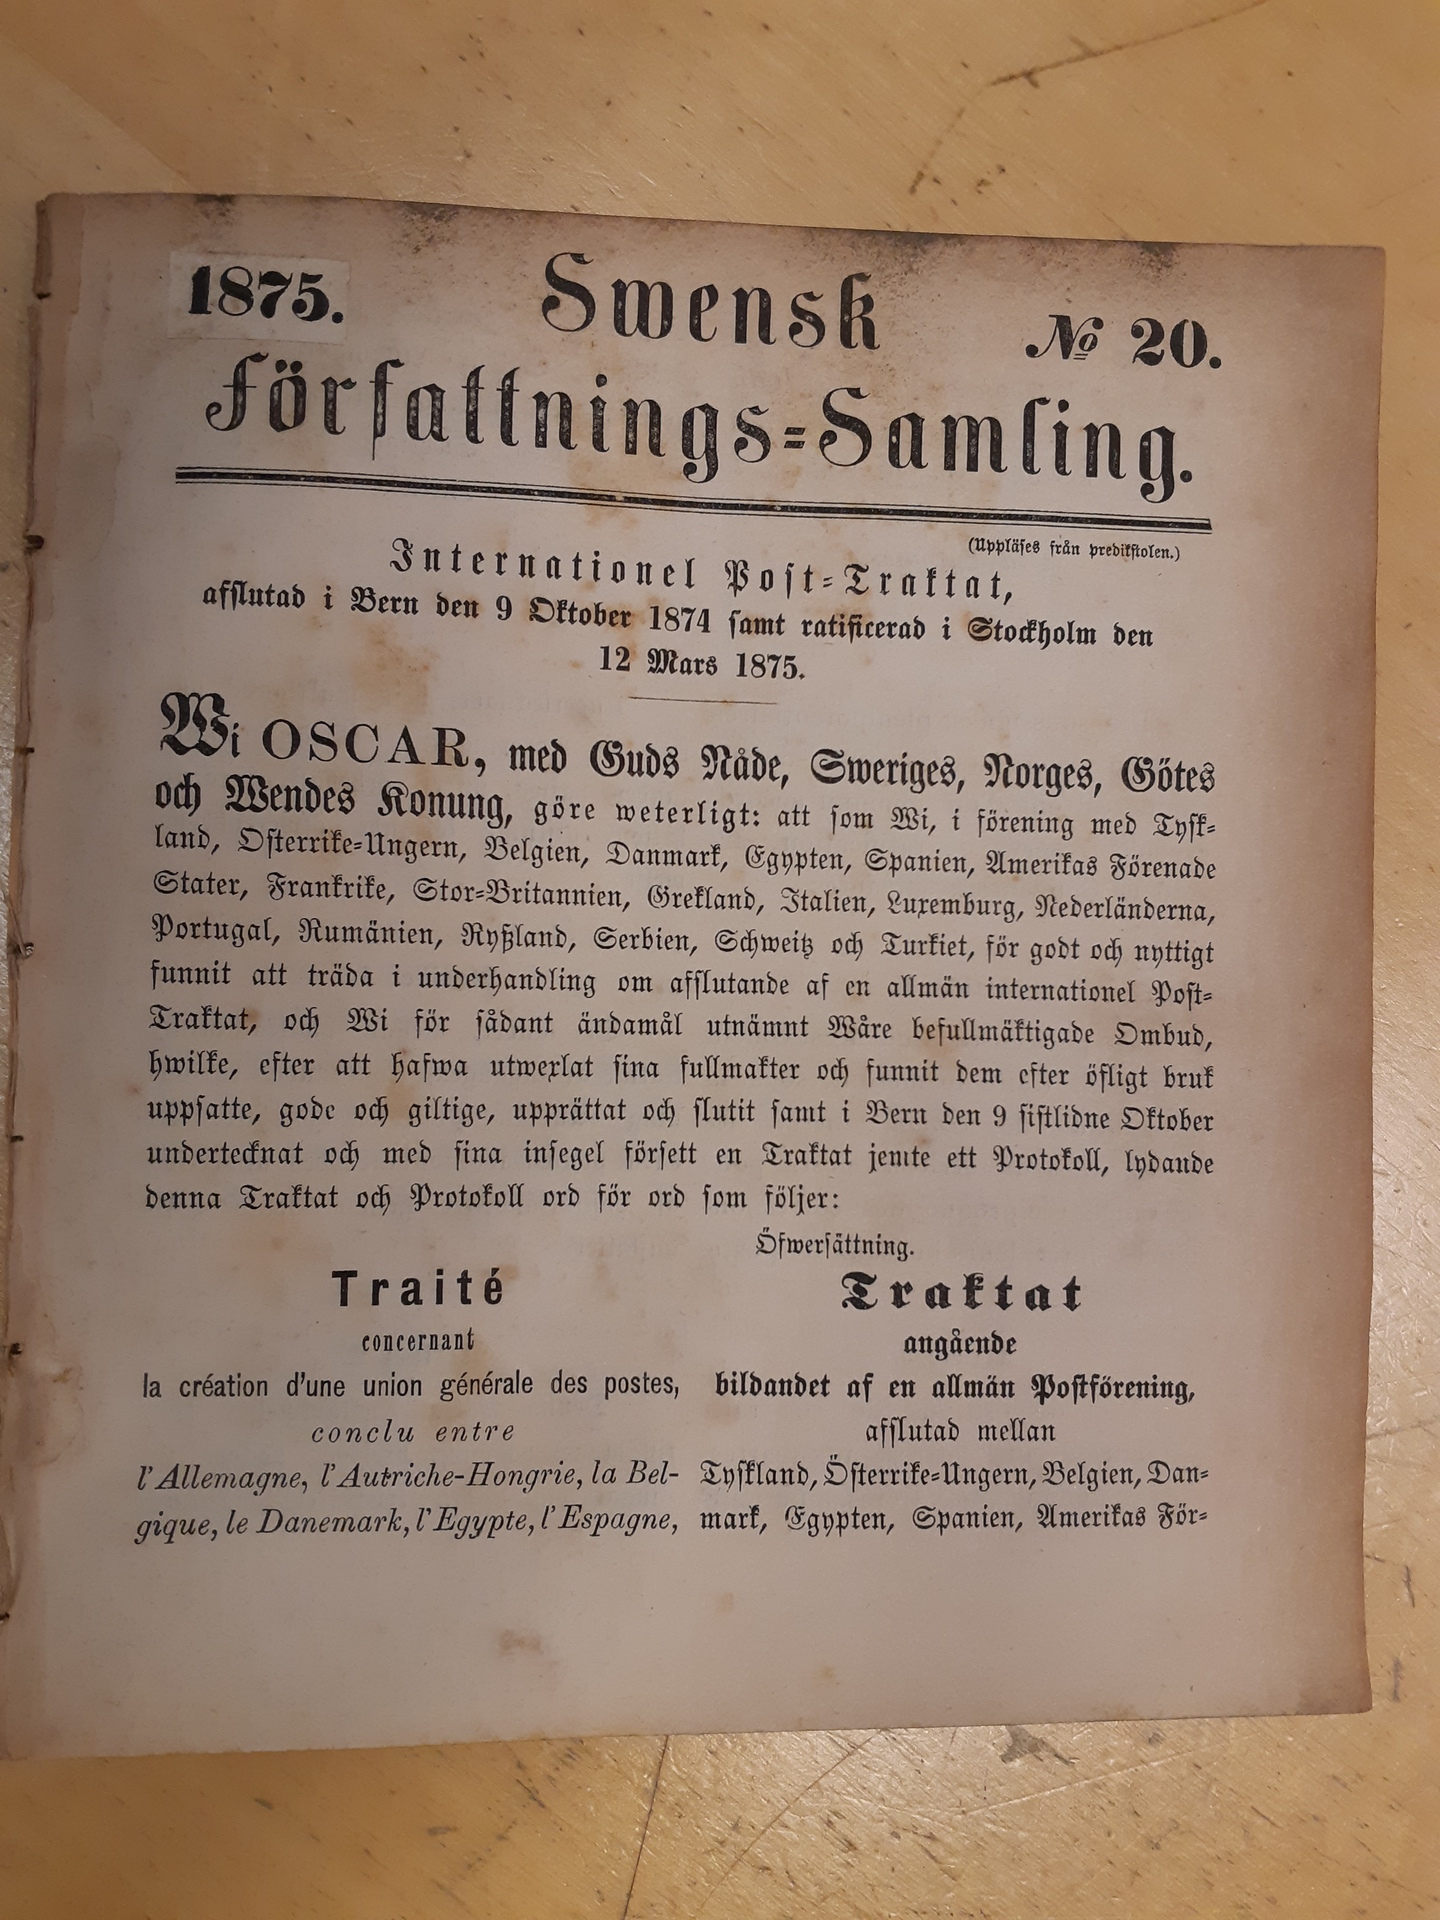 1875.
Swensk
№ 20.
Författnings=Samling.
(Uppläses från predikstolen.)
Internationel Post=Traktat,
afslutad i Bern den 9 Oktober 1874 samt ratificerad i Stockholm den
12 Mars 1875.
Wi OSCAR, med Guds Nåde, Sweriges, Norges, Götes
och Wendes Konung, göre weterligt: att som Wi, i förening med Tysk=
land, Österrike=Ungern, Belgien, Danmark, Egypten, Spanien, Amerikas Förenade
Stater, Frankrike, Stor=Britannien, Grekland, Italien, Luxemburg, Nederländerna,
Portugal, Rumänien, Ryßland, Serbien, Schweitz och Turkiet, för godt och nyttigt
funnit att träda i underhandling om afslutande af en allmän internationel Post=
Traktat, och Wi för sådant ändamål utnämnt Wåre befullmäktigade Ombud,
hwilke, efter att hafwa utwexlat sina fullmakter och funnit dem efter öfligt bruk
uppsatte, gode och giltige, upprättat och slutit samt i Bern den 9 sistlidne Oktober
undertecknat och med sina insegel försett en Traktat jemte ett Protokoll, lydande
denna Traktat och Protokoll ord för ord som följer:
Öfwersättning.
Traité
concernant
la création d'une union générale des postes,
conclu entre
l'Allemagne, l'Autriche-Hongrie, la Bel-
gique, le Danemark, l'Egypte, l'Espagne,
Traktat
angående
bildandet af en allmän Postförening,
afslutad mellan
Tyskland, Österrike=Ungern, Belgien, Dan=
mark, Egypten, Spanien, Amerikas För=